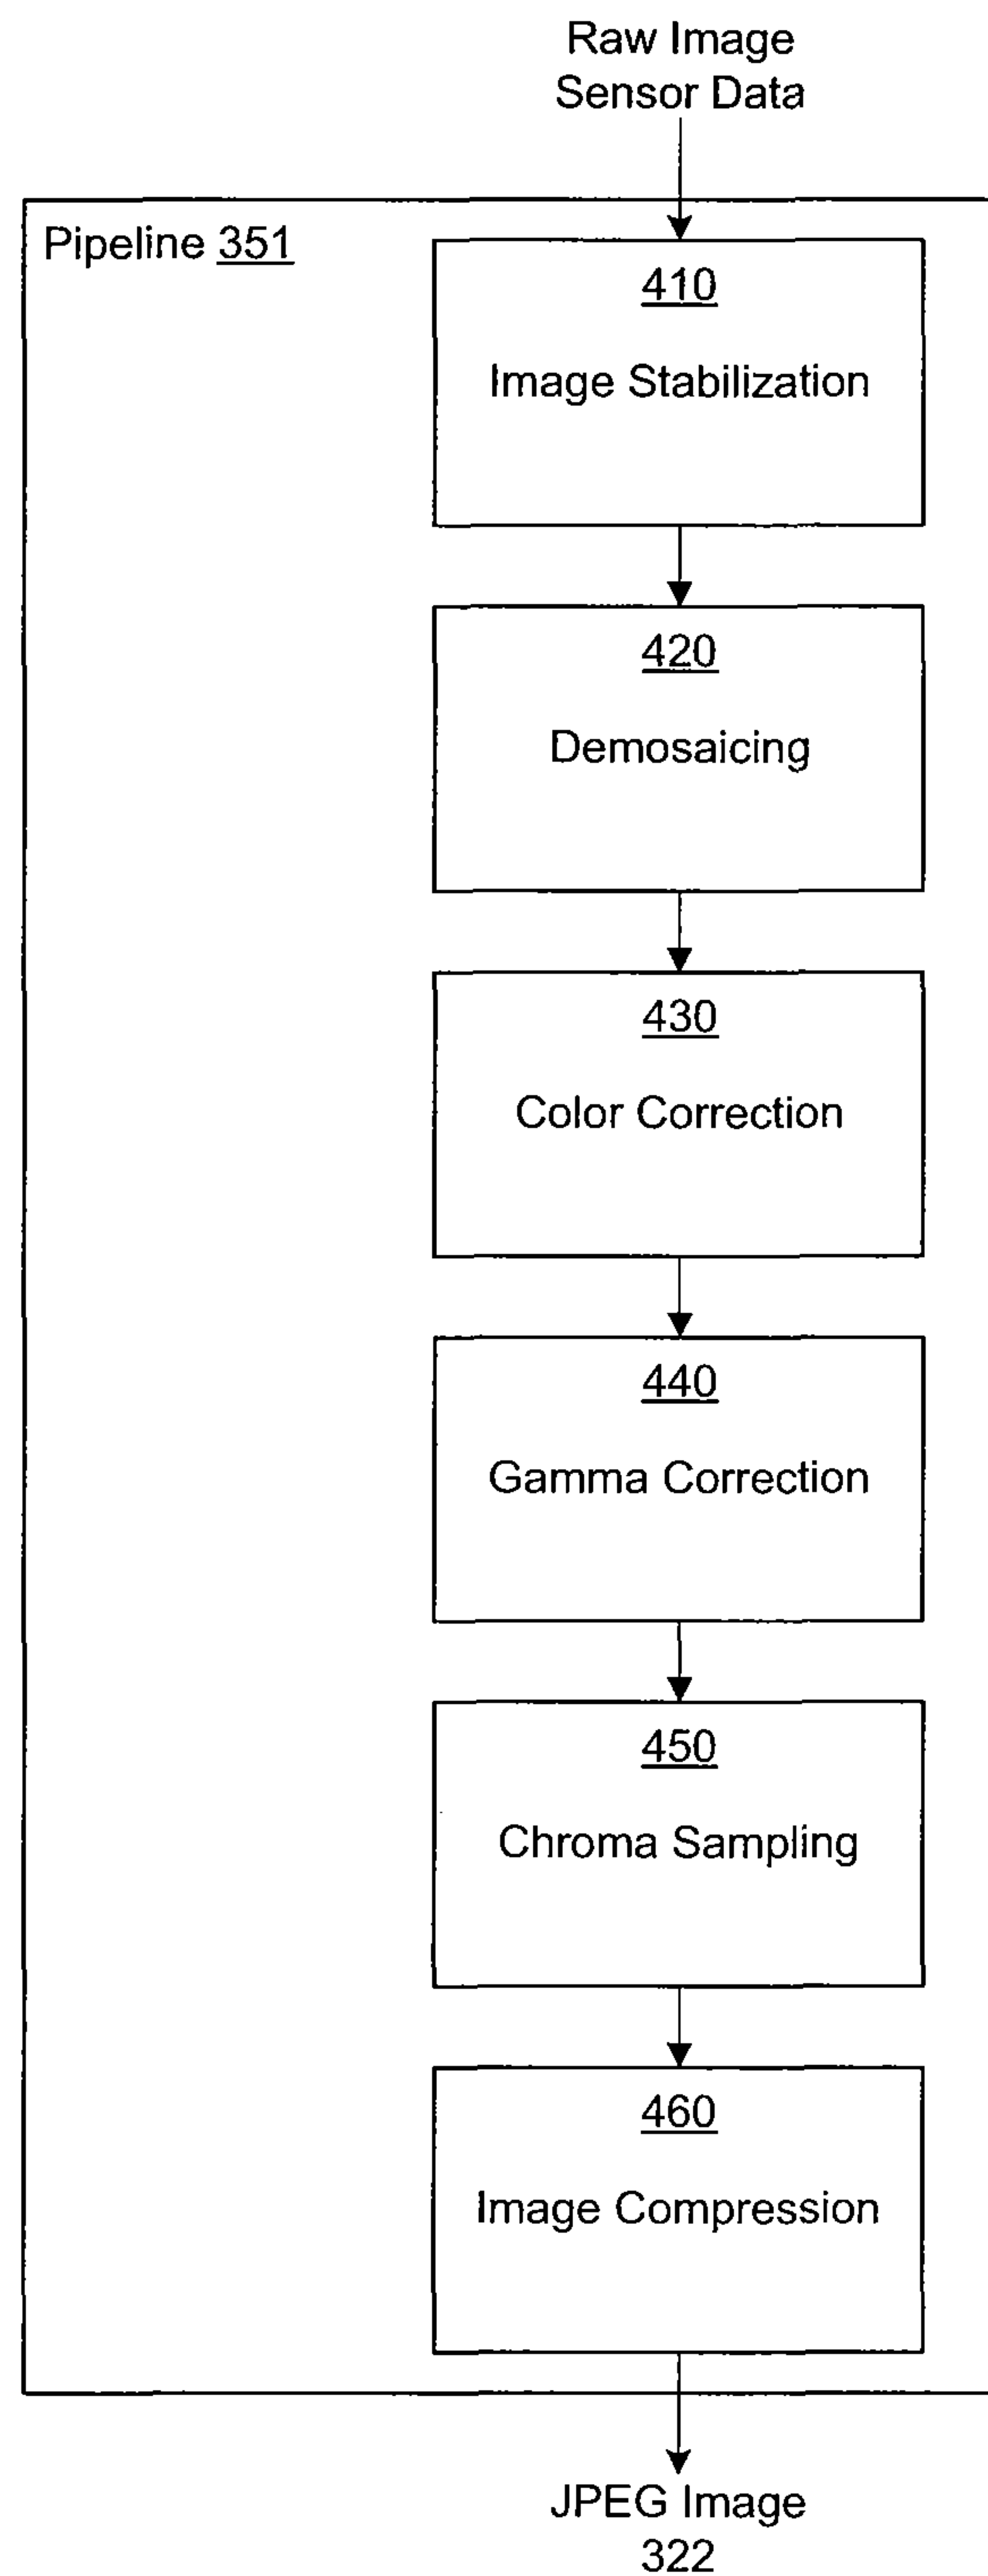 Raw Image
Sensor Data
Pipeline 351
410
Image Stabilization
420
Demosaicing
430
Color Correction
440
Gamma Correction
450
Chroma Sampling
460
Image Compression
JPEG Image
322